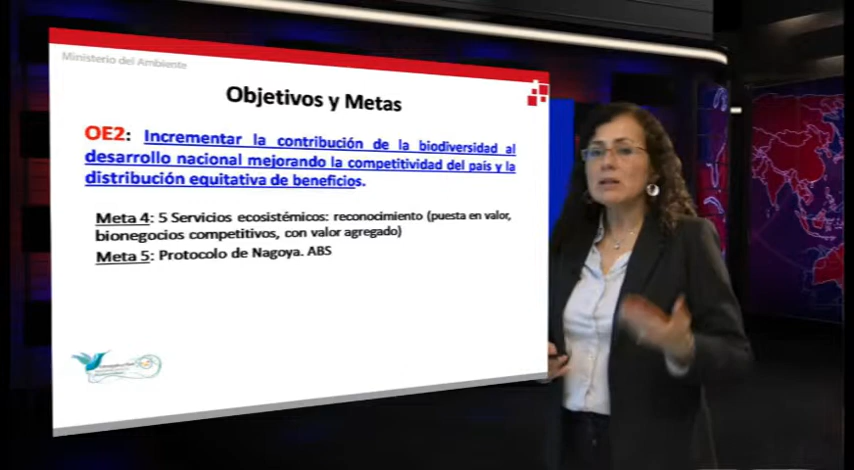 Ministerio del Ambiente
Objetivos y Metas
OE2: Incrementar la contribución de la biodiversidad al
desarrollo nacional mejorando la competitividad del país y la
distribución equitativa de beneficios.
Meta 4: 5 Servicios ecosistémicos: reconocimiento (puesta en valor,
bionegocios competitivos, con valor agregado)
Meta 5: Protocolo de Nagoya. ABS